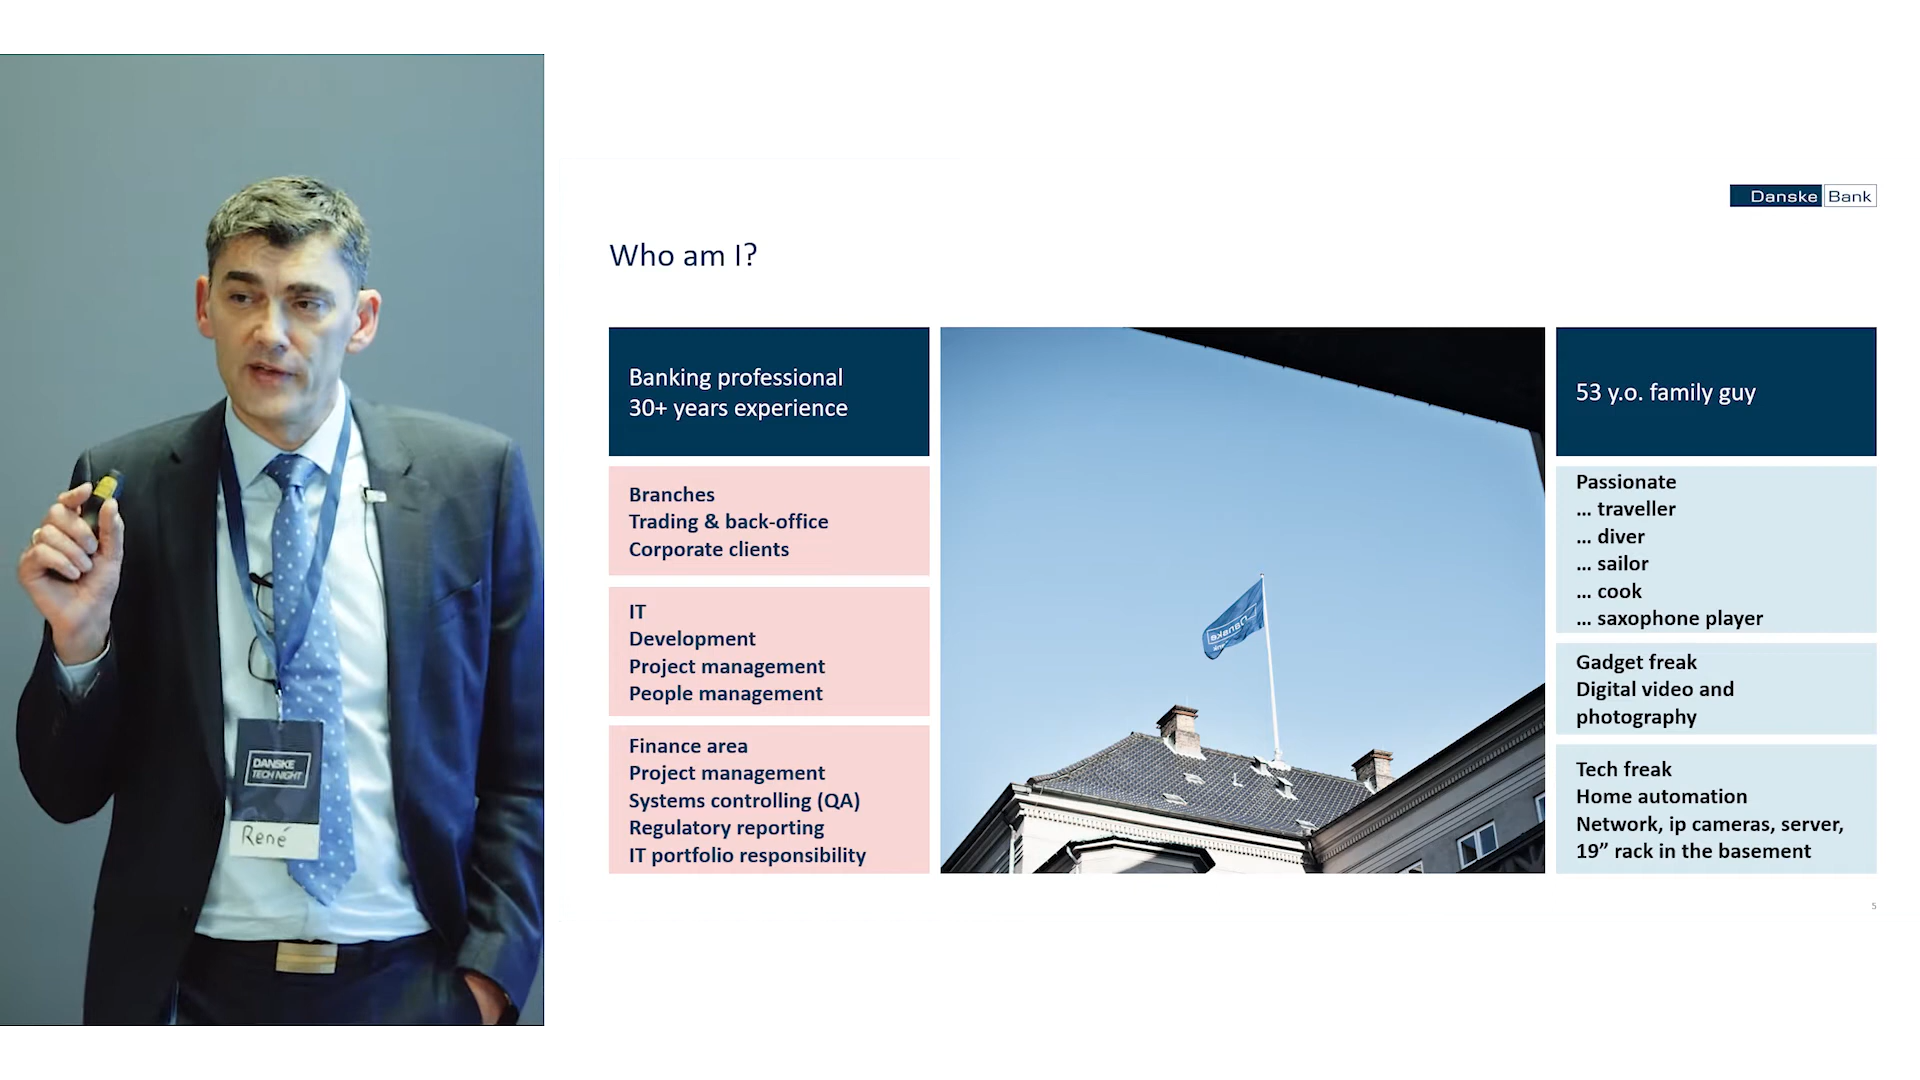 DANSKE
TECH NIGHT
René
Danske Bank
Who am I?
Banking professional
30+ years experience
Branches
Trading & back-office
Corporate clients
IT
Development
Project management
People management
Finance area
Project management
Systems controlling (QA)
Regulatory reporting
IT portfolio responsibility
Danske
Bank
53 y.o. family guy
Passionate
... traveller
... diver
... sailor
... cook
... saxophone player
Gadget freak
Digital video and
photography
Tech freak
Home automation
Network, ip cameras, server,
19” rack in the basement
5